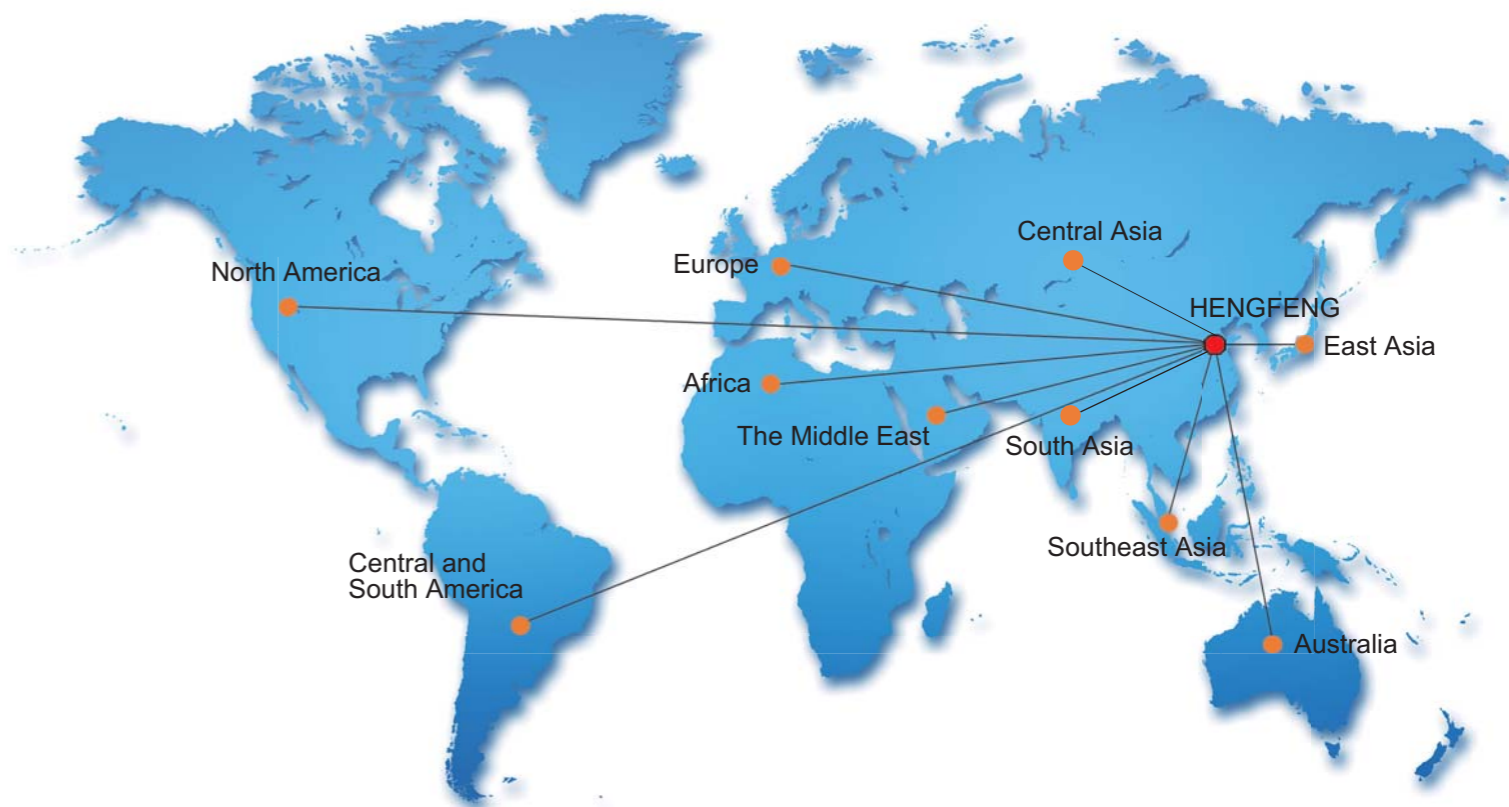 Central Asia
Europe
North America
HENGFENG
East Asia
Africa
The Middle East
South Asia
Southeast Asia
Central and
South America
Australia